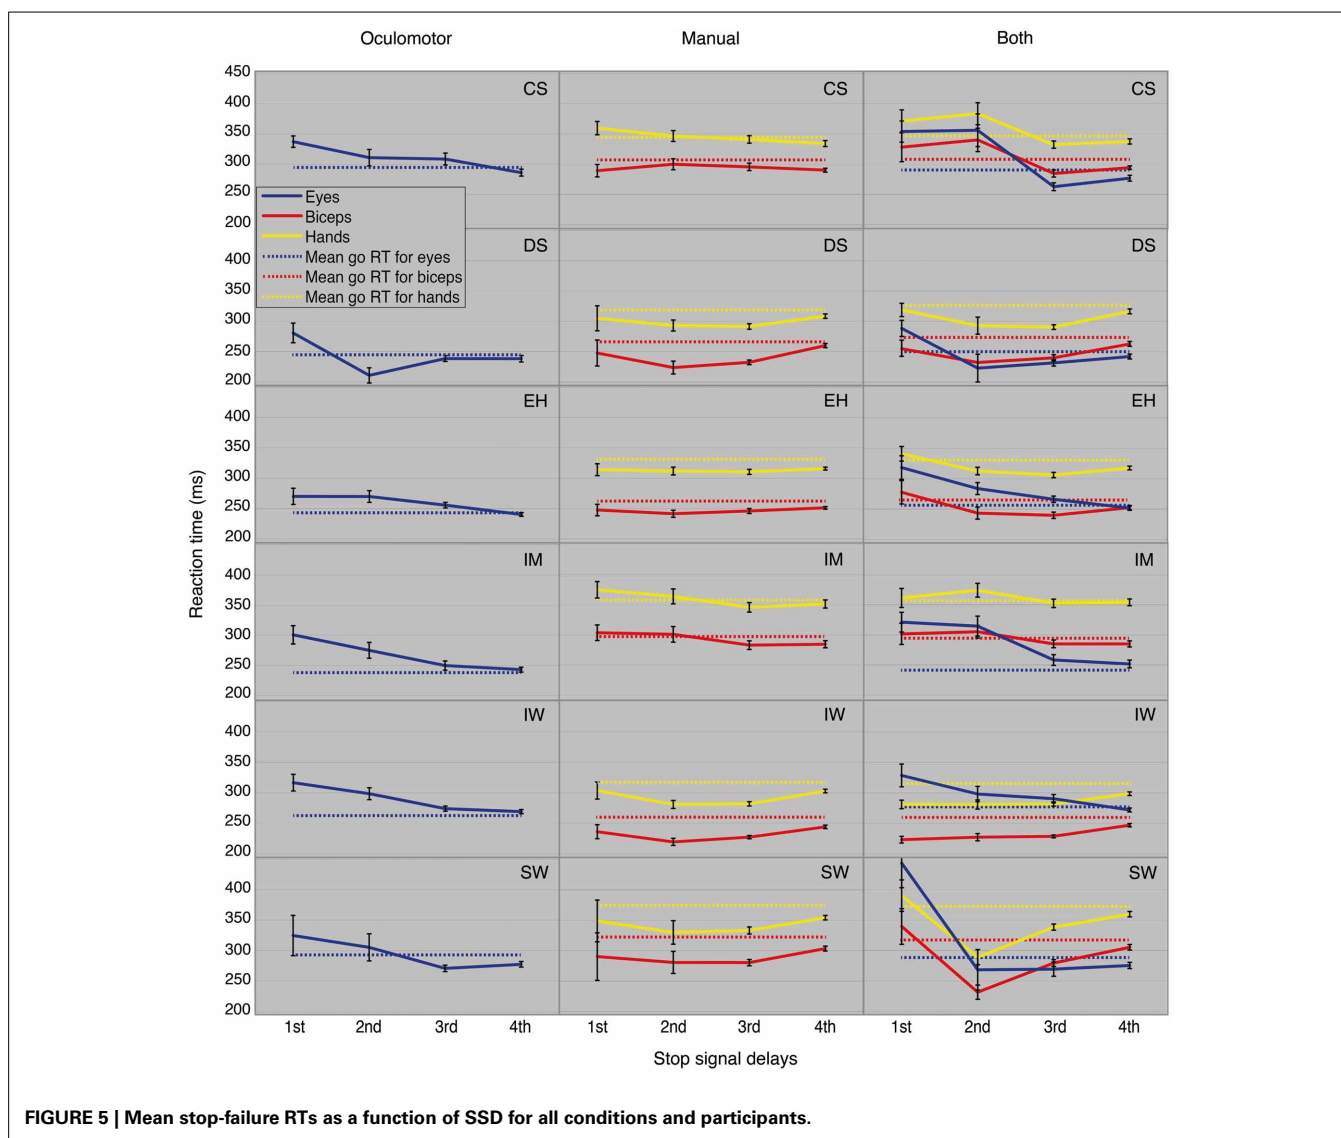 Oculomotor Manual Both
450
400
350
300
250
200
CS CS CS
Eyes
Biceps
Hands
Mean go RT for eyes
Mean go RT for biceps
Mean go RT for hands
400
350
300
250
200
DS DS
400
350
300
250
200
EH EH EH
Reaction time (ms)
400
350
300
250
200
IM IM IM
400
350
300
250
200
IW IW IW
400
350
300
250
200
SW SW SW
1st 2nd 3rd 4th 1st 2nd 3rd 4th 1st 2nd 3rd 4th
Stop signal delays
FIGURE 5 | Mean stop-failure RTs as a function of SSD for all conditions and participants.